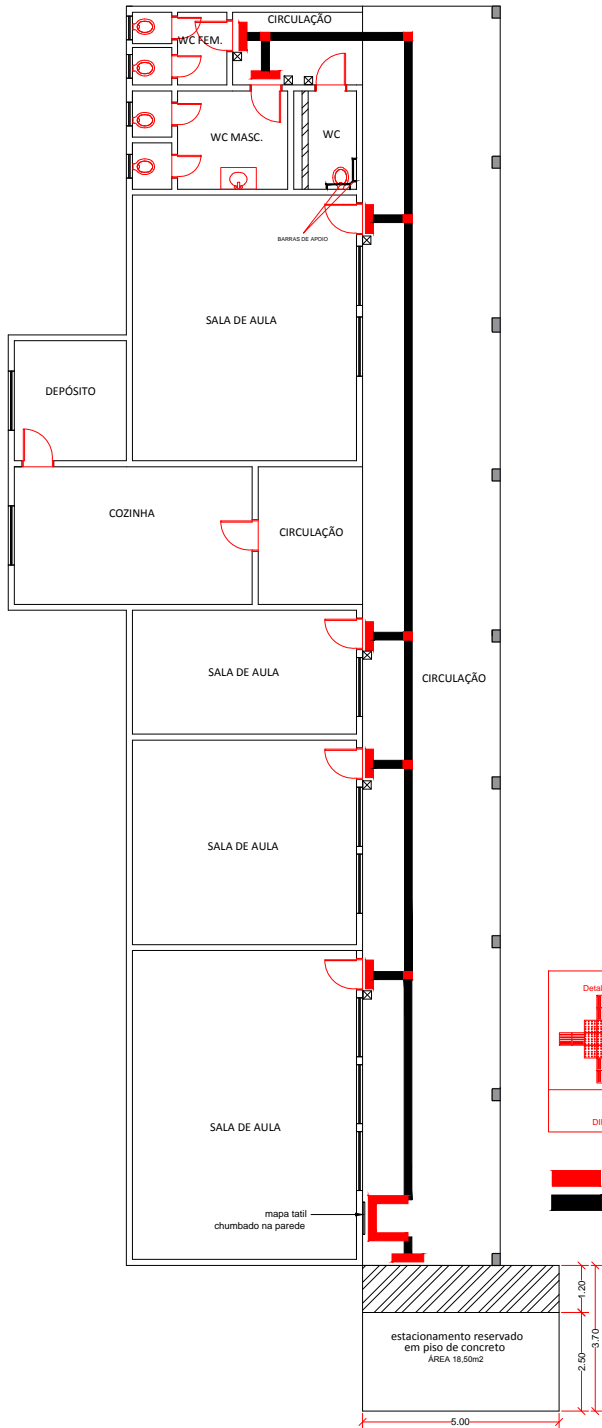 CIRCULAÇÃO
WC FEM.
WC MASC.
WC
BARRAS DE APOIO
SALA DE AULA
DEPÓSITO
COZINHA
CIRCULAÇÃO
SALA DE AULA
CIRCULAÇÃO
SALA DE AULA
Detal
DI
SALA DE AULA
mapa tatil
chumbado na parede
estacionamento reservado
em piso de concreto
ÁREA 18,50m2
1.20
2.50
3.70
5.00